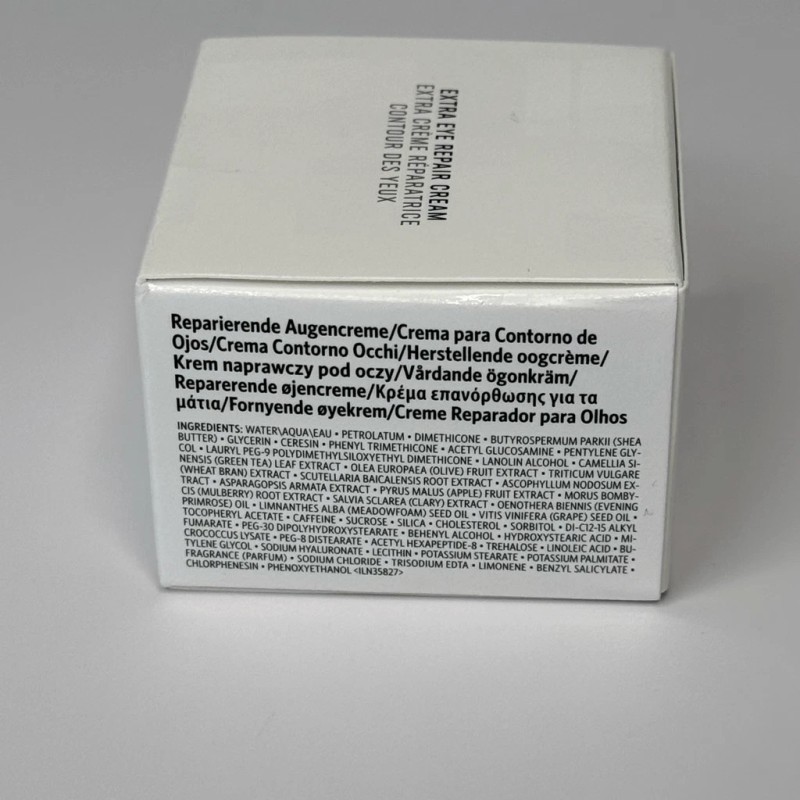 EXTRA EYE REPAIR CREAM
EXTRA CRÈME RÉPARATRICE
CONTOUR DES YEUX
Reparierende Augencreme/Crema para Contorno de
Ojos/Crema Contorno Occhi/Herstellende oogcrème/
Krem naprawczy pod oczy/Vårdande ögonkräm/
Reparerende øjencreme/Κρέμα επανόρθωσης για τα
μάτια/Fornyende øyekrem/Creme Reparador para Olhos
INGREDIENTS: WATER\AQUA\EAU • PETROLATUM • DIMETHICONE • BUTYROSPERMUM PARKII (SHEA
BUTTER) • GLYCERIN • CERESIN • PHENYL TRIMETHICONE • ACETYL GLUCOSAMINE • PENTYLENE GLY-
COL • LAURYL PEG-9 POLYDIMETHYLSILOXYETHYL DIMETHICONE • LANOLIN ALCOHOL • CAMELLIA SI-
NENSIS (GREEN TEA) LEAF EXTRACT • OLEA EUROPAEA (OLIVE) FRUIT EXTRACT • TRITICUM VULGARE
(WHEAT BRAN) EXTRACT • SCUTELLARIA BAICALENSIS ROOT EXTRACT • ASCOPHYLLUM NODOSUM EX-
TRACT • ASPARAGOPSIS ARMATA EXTRACT • PYRUS MALUS (APPLE) FRUIT EXTRACT • MORUS BOMBY-
CIS (MULBERRY) ROOT EXTRACT • SALVIA SCLAREA (CLARY) EXTRACT • OENOTHERA BIENNIS (EVENING
PRIMROSE) OIL • LIMNANTHES ALBA (MEADOWFOAM) SEED OIL • VITIS VINIFERA (GRAPE) SEED OIL •
TOCOPHERYL ACETATE • CAFFEINE • SUCROSE • SILICA • CHOLESTEROL • SORBITOL • DI-C12-15 ALKYL
FUMARATE • PEG-30 DIPOLYHYDROXYSTEARATE • BEHENYL ALCOHOL • HYDROXYSTEARIC ACID • MI-
CROCOCCUS LYSATE • PEG-8 DISTEARATE • ACETYL HEXAPEPTIDE-8 • TREHALOSE • LINOLEIC ACID • BU-
TYLENE GLYCOL • SODIUM HYALURONATE • LECITHIN • POTASSIUM STEARATE • POTASSIUM PALMITATE •
FRAGRANCE (PARFUM) • SODIUM CHLORIDE • TRISODIUM EDTA • LIMONENE • BENZYL SALICYLATE •
CHLORPHENESIN • PHENOXYETHANOL <ILN35827>